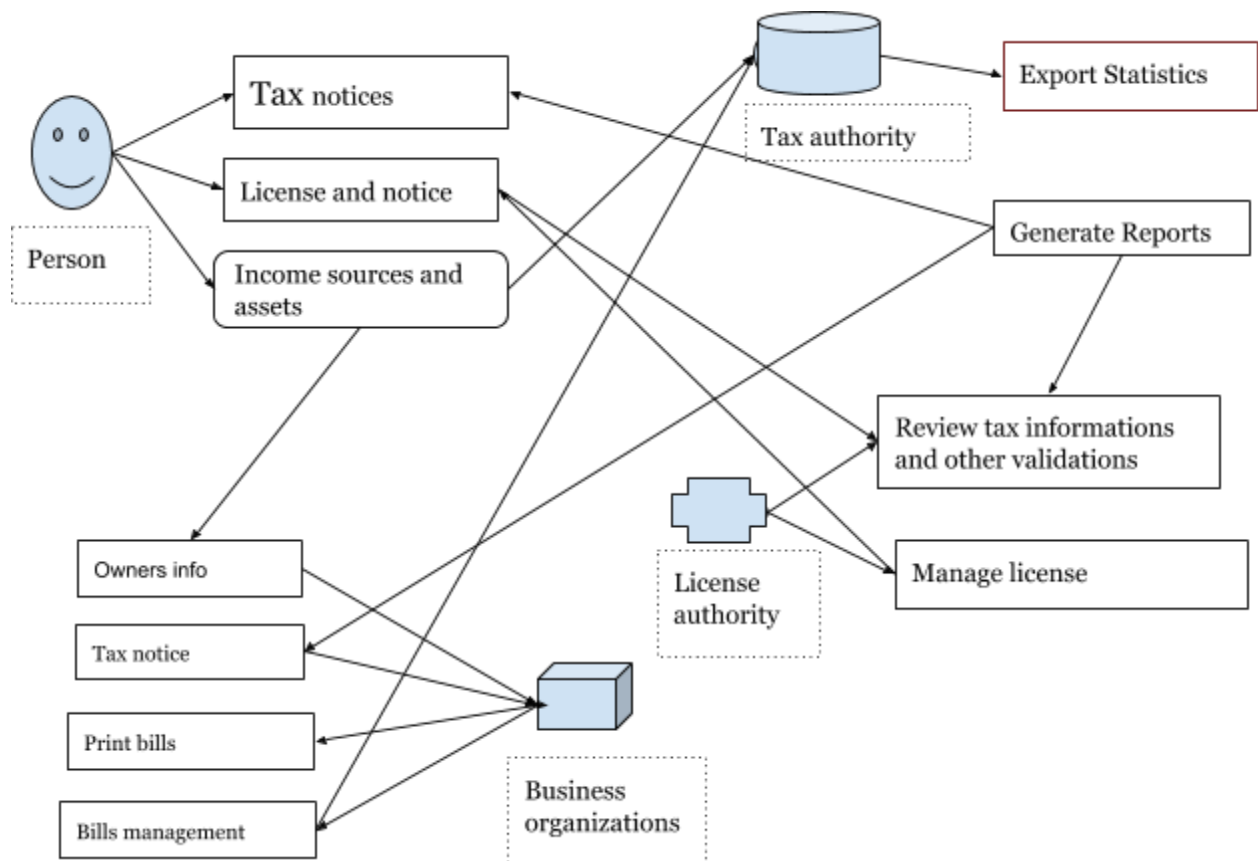 Tax notices
Export Statistics
Tax authority
License and notice
Generate Reports
Person
Income sources and
assets
Review tax informations
and other validations
Owners info
License
authority
Manage license
Tax notice
Print bills
Business
organizations
Bills management